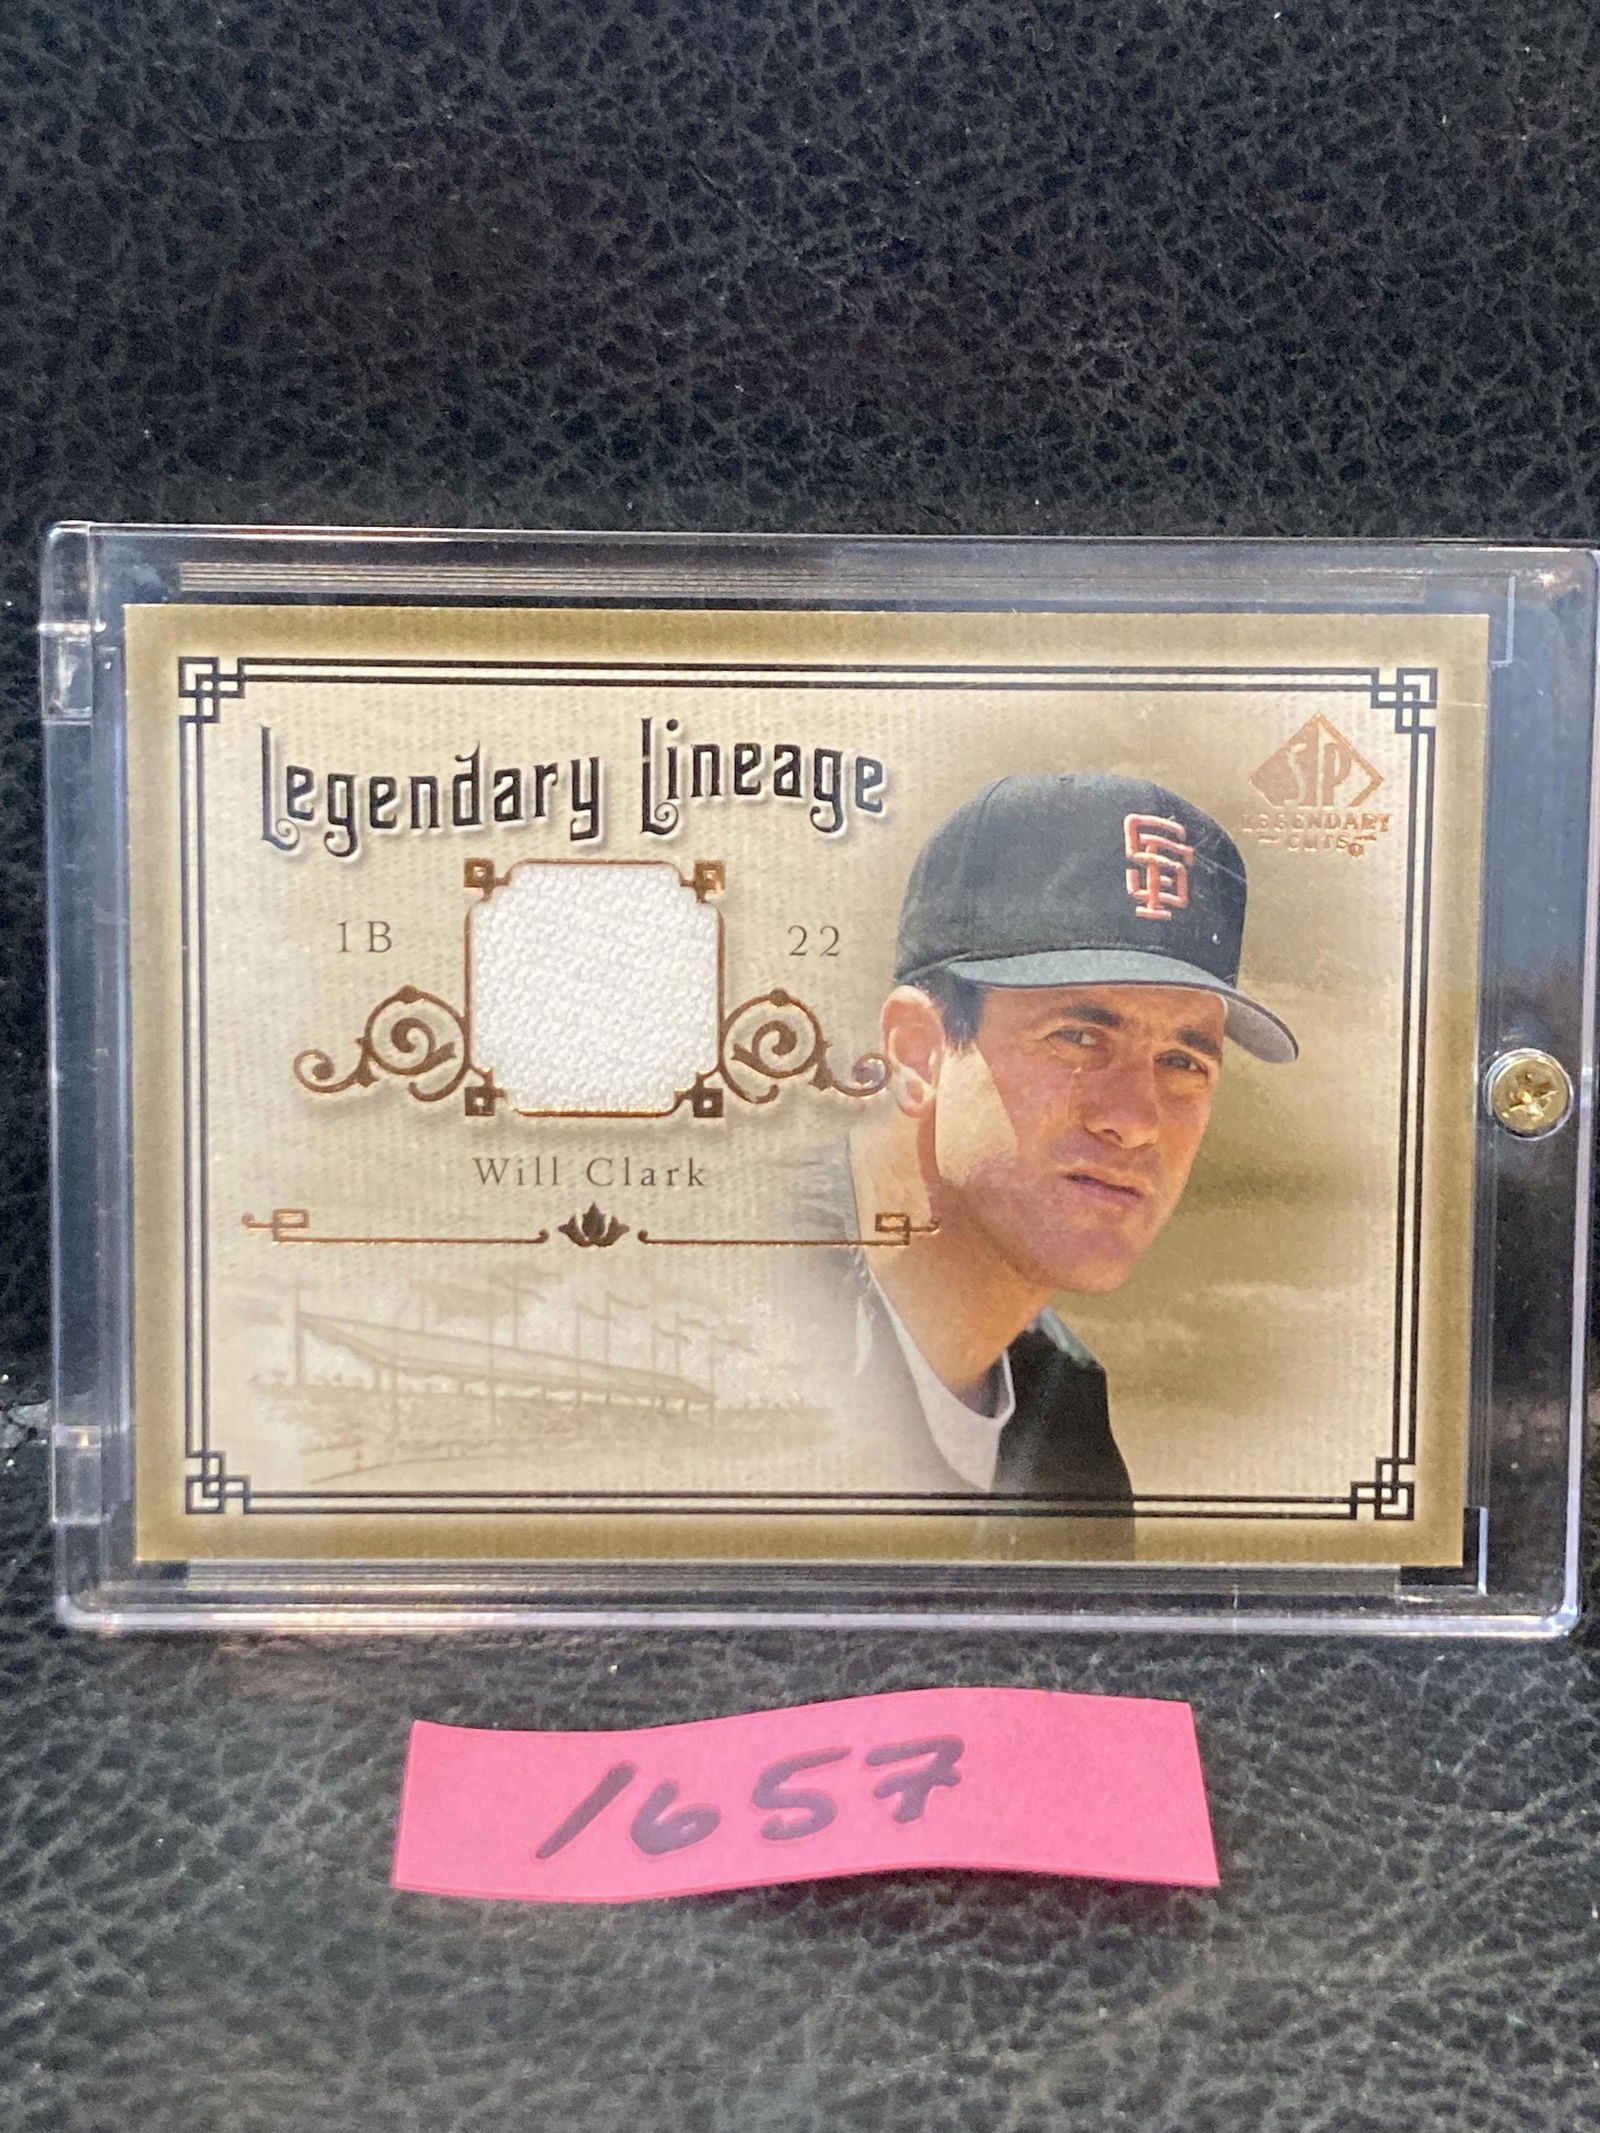 Legendary Lineage
SP
LEGENDARY
CUTS
SF
1B 22
Will Clark
1657